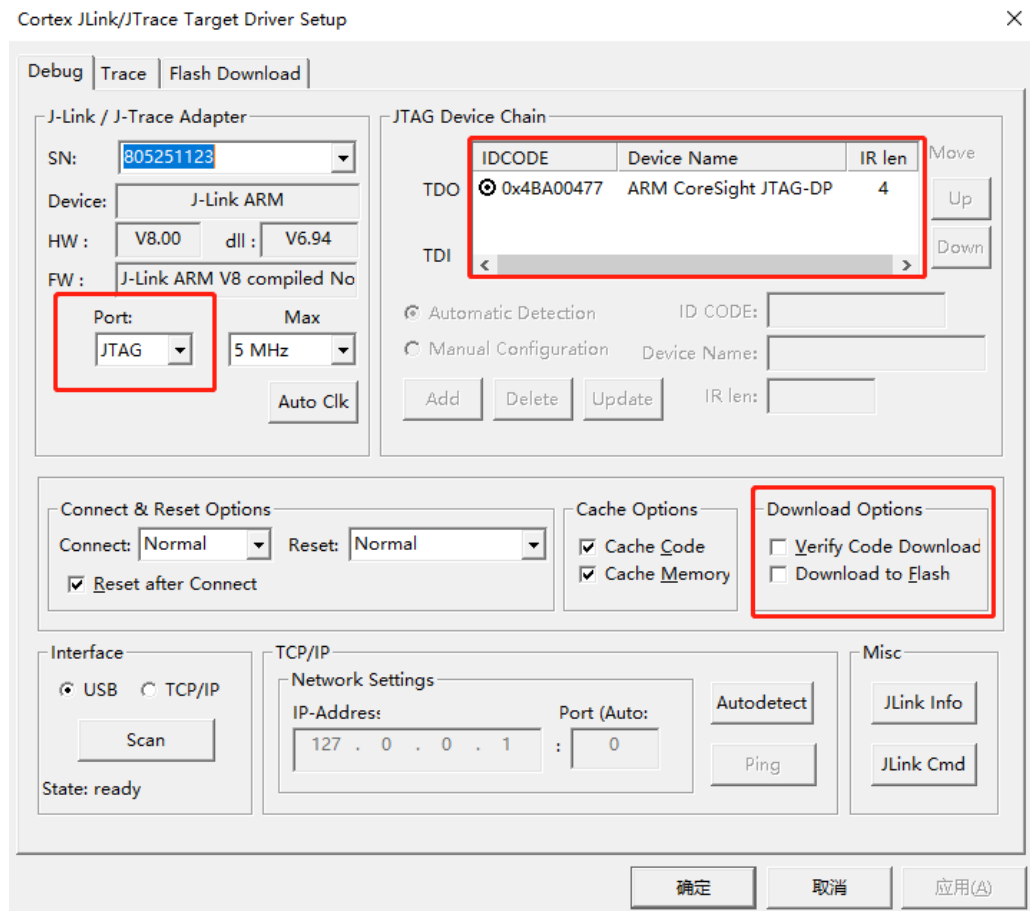 Cortex JLink/JTrace Target Driver Setup
Debug Trace Flash Download
J-Link / J-Trace Adapter
SN: 805251123
Device: J-Link ARM
HW : V8.00 dll : V6.94
FW : J-Link ARM V8 compiled No
Port: Max
JTAG 5 MHz
Auto Clk
JTAG Device Chain
IDCODE Device Name IR len
TDO 0x4BA00477 ARM CoreSight JTAG-DP 4
TDI
Move
Up
Down
Automatic Detection ID CODE:
Manual Configuration Device Name:
Add Delete Update IR len:
Connect & Reset Options
Connect: Normal Reset: Normal
Reset after Connect
Cache Options
Cache Code
Cache Memory
Download Options
Verify Code Download
Download to Flash
Interface
USB TCP/IP
Scan
State: ready
TCP/IP
Network Settings
IP-Address Port (Auto:
127 . 0 . 0 . 1 : 0
Autodetect
Ping
Misc
JLink Info
JLink Cmd
确定 取消 应用(A)